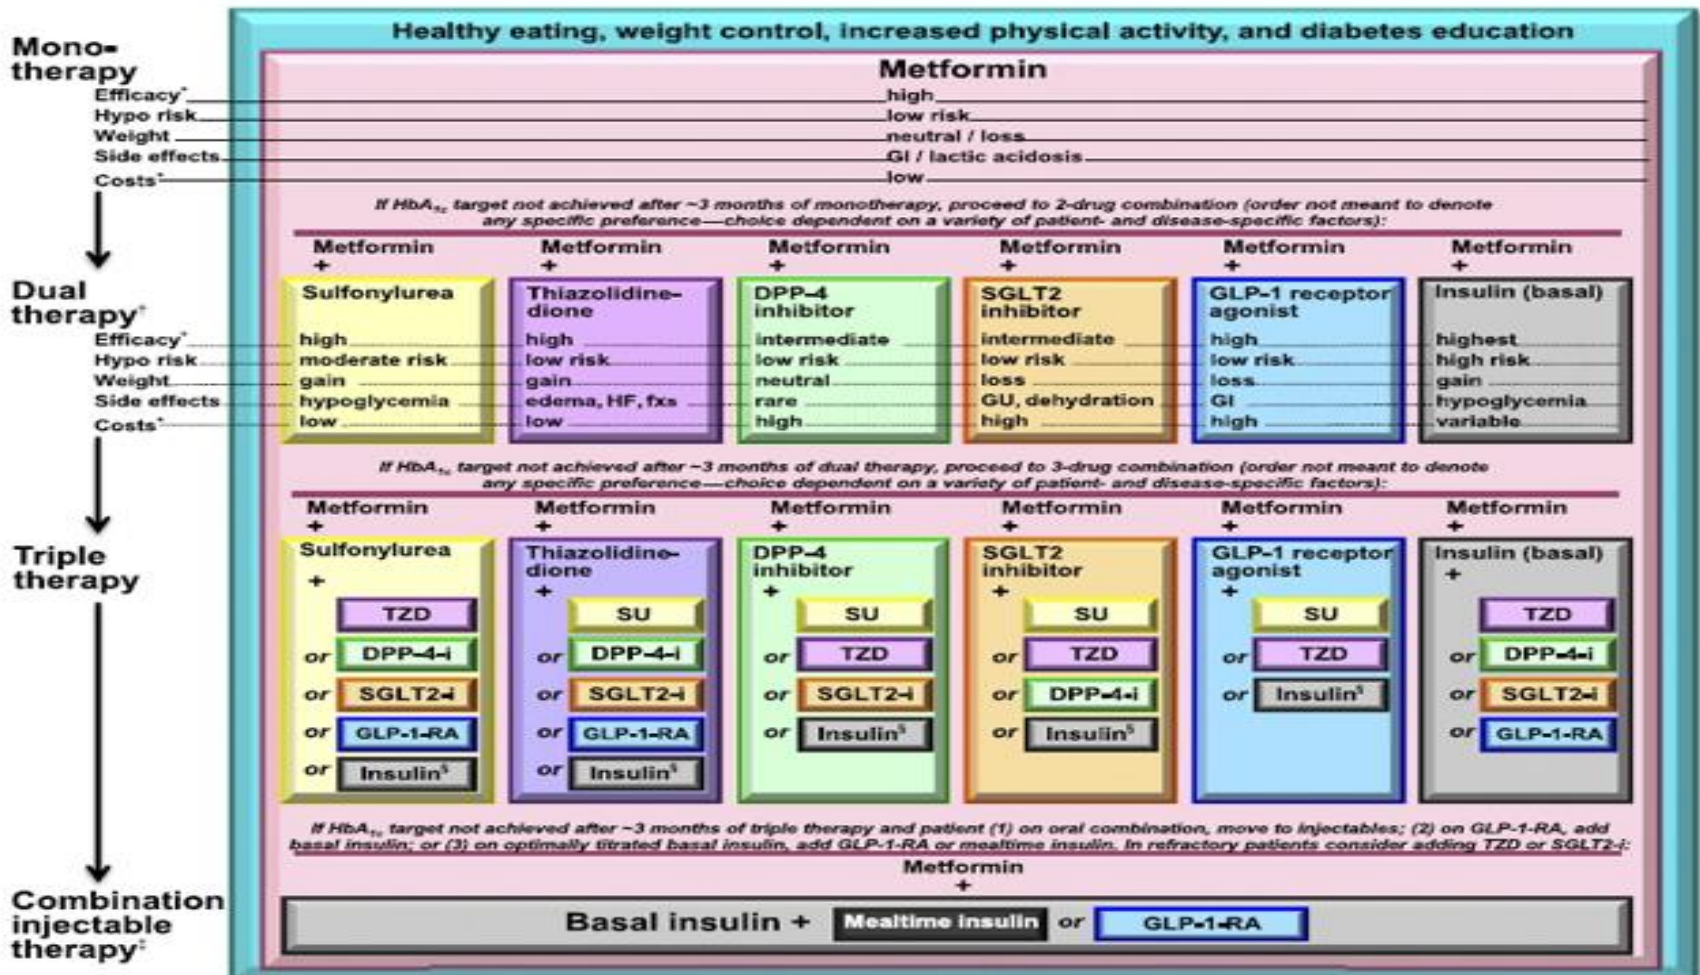 Healthy eating, weight control, increased physical activity, and diabetes education
Mono-
therapy
Metformin
Efficacy* high
Hypo risk low risk
Weight neutral / loss
Side effects GI / lactic acidosis
Costs* low
If HbA1c target not achieved after ~3 months of monotherapy, proceed to 2-drug combination (order not meant to denote
any specific preference—choice dependent on a variety of patient- and disease-specific factors):
Metformin Metformin Metformin Metformin Metformin Metformin
+ + + + + +
Dual
therapy†
Sulfonylurea
Thiazolidine-
dione
DPP-4
inhibitor
SGLT2
inhibitor
GLP-1 receptor
agonist
Insulin (basal)
Efficacy* high high intermediate intermediate high highest
Hypo risk moderate risk low risk low risk low risk low risk high risk
Weight gain gain neutral loss loss gain
Side effects hypoglycemia edema, HF, fxs rare GU, dehydration GI hypoglycemia
Costs* low low high high high variable
If HbA1c target not achieved after ~3 months of dual therapy, proceed to 3-drug combination (order not meant to denote
any specific preference—choice dependent on a variety of patient- and disease-specific factors):
Metformin Metformin Metformin Metformin Metformin Metformin
+ + + + + +
Triple
therapy
Sulfonylurea
+
TZD
or DPP-4-i
or SGLT2-i
or GLP-1-RA
or Insulin§
Thiazolidine-
dione
+
SU
or DPP-4-i
or SGLT2-i
or GLP-1-RA
or Insulin§
DPP-4
inhibitor
+
SU
or TZD
or SGLT2-i
or Insulin§
SGLT2
inhibitor
+
SU
or TZD
or DPP-4-i
or Insulin§
GLP-1 receptor
agonist
+
SU
or TZD
or Insulin§
Insulin (basal)
+
TZD
or DPP-4-i
or SGLT2-i
or GLP-1-RA
If HbA1c target not achieved after ~3 months of triple therapy and patient (1) on oral combination, move to injectables; (2) on GLP-1-RA, add
basal insulin; or (3) on optimally titrated basal insulin, add GLP-1-RA or mealtime insulin. In refractory patients consider adding TZD or SGLT2-i:
Metformin
+
Combination
injectable
therapy‡
Basal insulin + Mealtime insulin or GLP-1-RA